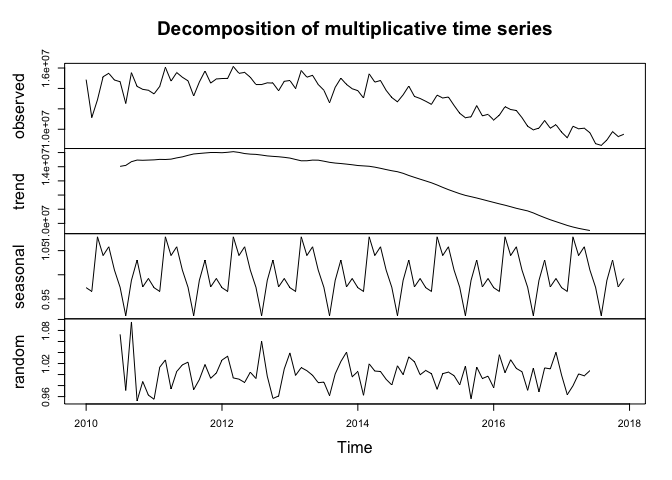 Decomposition of multiplicative time series
observed
1.6e+07
1.0e+07
trend
1.4e+07
1.0e+07
seasonal
1.05
0.95
random
1.08
1.02
0.96
2010 2012 2014 2016 2018
Time